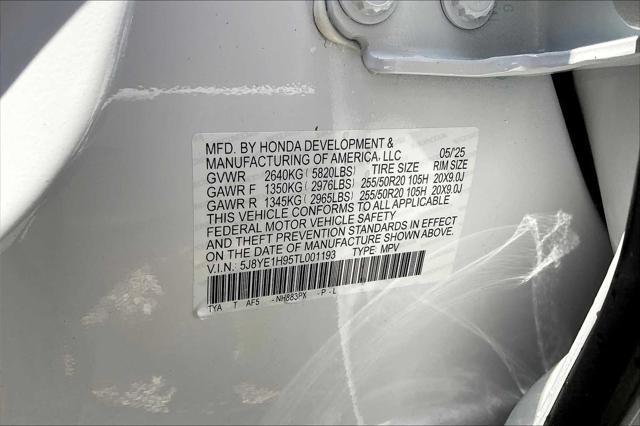 MFD. BY HONDA DEVELOPMENT &
MANUFACTURING OF AMERICA, LLC 05/'25
GVWR 2640KG ( 5820LBS) TIRE SIZE RIM SIZE
GAWR F 1350KG ( 2976LBS) 255/50R20 105H 20X9.0J
GAWR R 1345KG ( 2965LBS) 255/50R20 105H 20X9.0J
THIS VEHICLE CONFORMS TO ALL APPLICABLE
FEDERAL MOTOR VEHICLE SAFETY
AND THEFT PREVENTION STANDARDS IN EFFECT
ON THE DATE OF MANUFACTURE SHOWN ABOVE.
V.I.N.: 5J8YE1H95TL001193 TYPE: MPV
TYA T AF5 - NH883PX - P - L